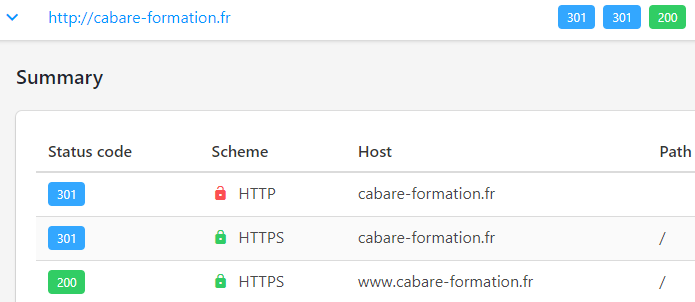 http://cabare-formation.fr 301 301 200
Summary
Status code Scheme Host Path
301 HTTP cabare-formation.fr
301 HTTPS cabare-formation.fr /
200 HTTPS www.cabare-formation.fr /